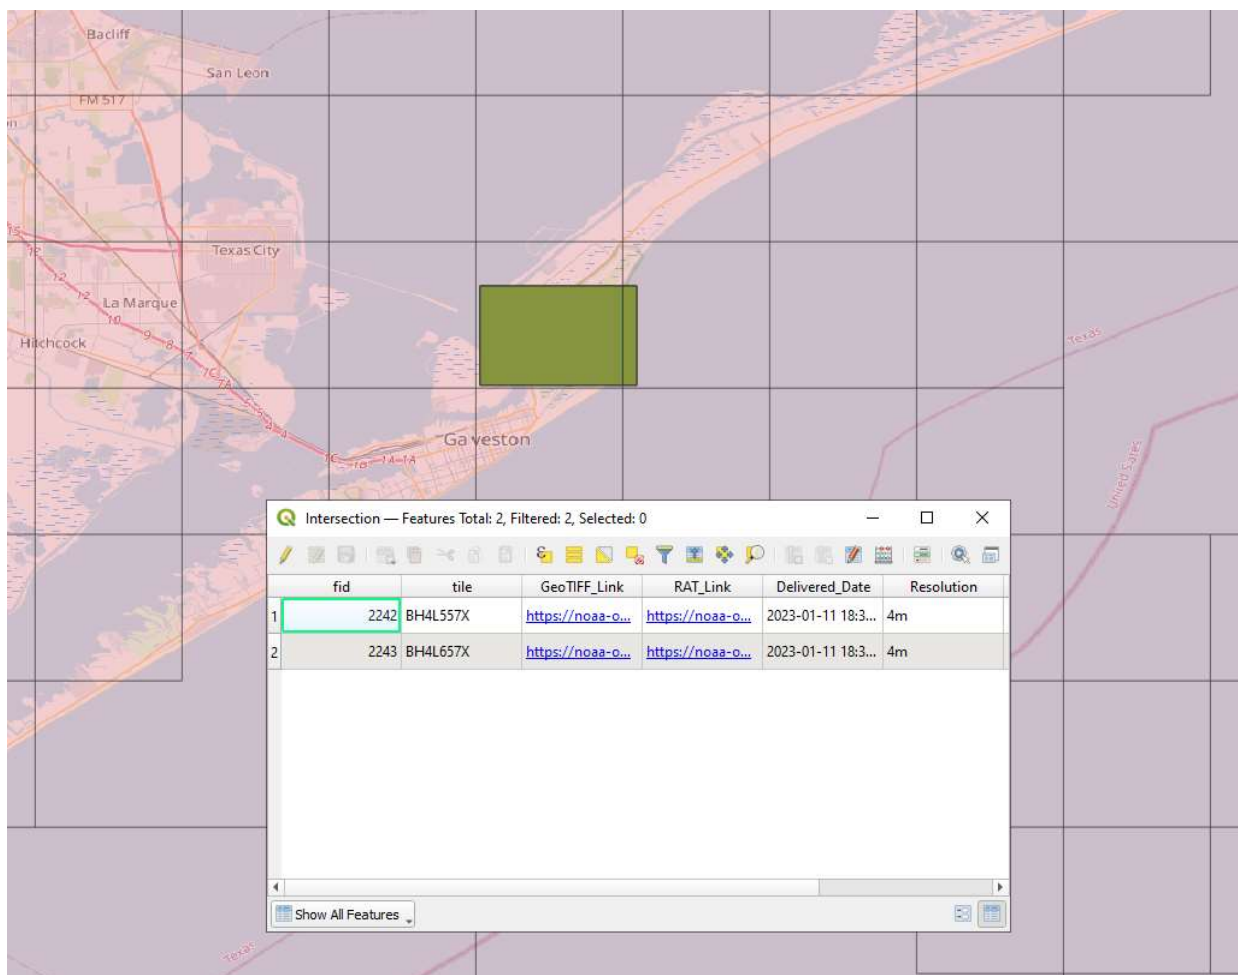 Bacliff
San Leon
FM 517
Texas City
La Marque
Hitchcock
Texas
United States
Galveston
Intersection — Features Total: 2, Filtered: 2, Selected: 0
fid tile GeoTIFF_Link RAT_Link Delivered_Date Resolution
1 2242 BH4L557X https://noaa-o... https://noaa-o... 2023-01-11 18:3... 4m
2 2243 BH4L657X https://noaa-o... https://noaa-o... 2023-01-11 18:3... 4m
Show All Features
Texas